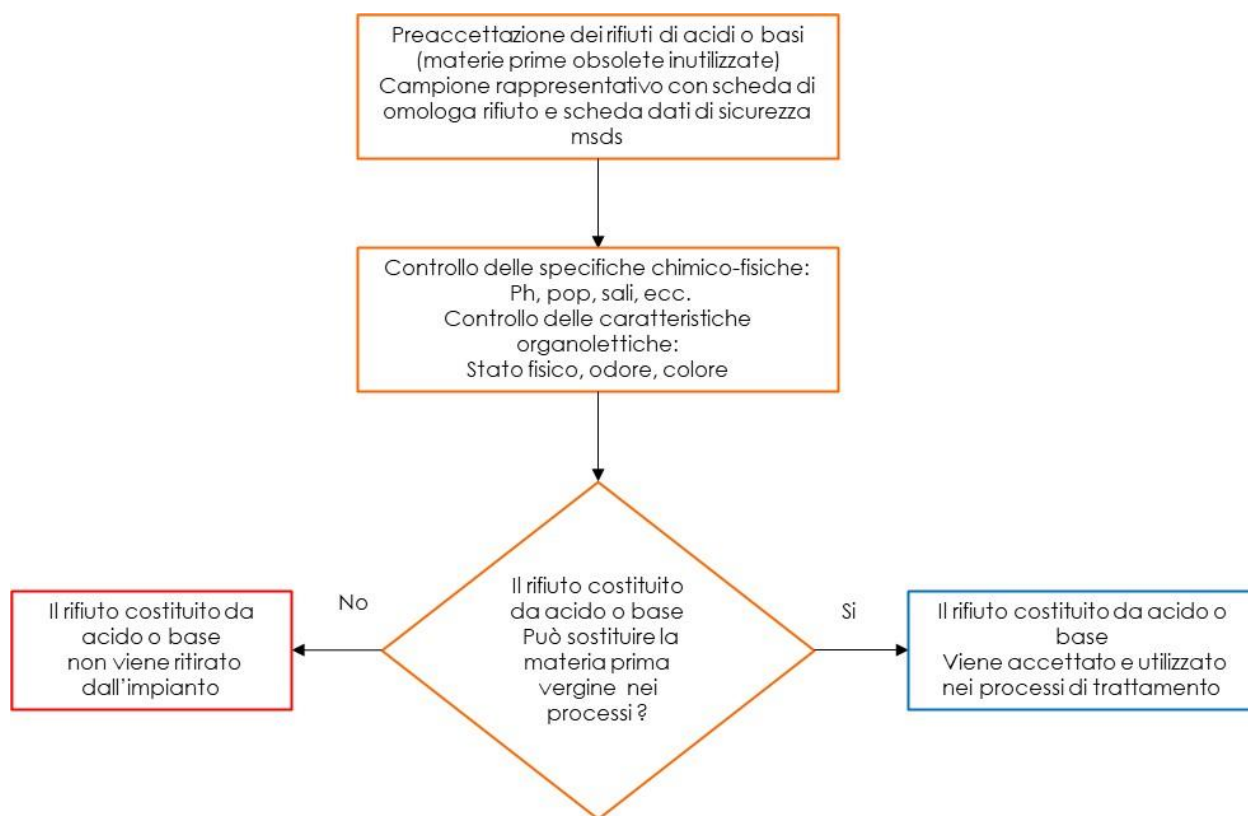 Preaccettazione dei rifiuti di acidi o basi
(materie prime obsolete inutilizzate)
Campione rappresentativo con scheda di
omologa rifiuto e scheda dati di sicurezza
msds
Controllo delle specifiche chimico-fisiche:
Ph, pop, sali, ecc.
Controllo delle caratteristiche
organolettiche:
Stato fisico, odore, colore
Il rifiuto costituito da
acido o base
non viene ritirato
dall'impianto
No
Il rifiuto costituito
da acido o base
Può sostituire la
materia prima
vergine nei
processi ?
Si
Il rifiuto costituito da acido o
base
Viene accettato e utilizzato
nei processi di trattamento